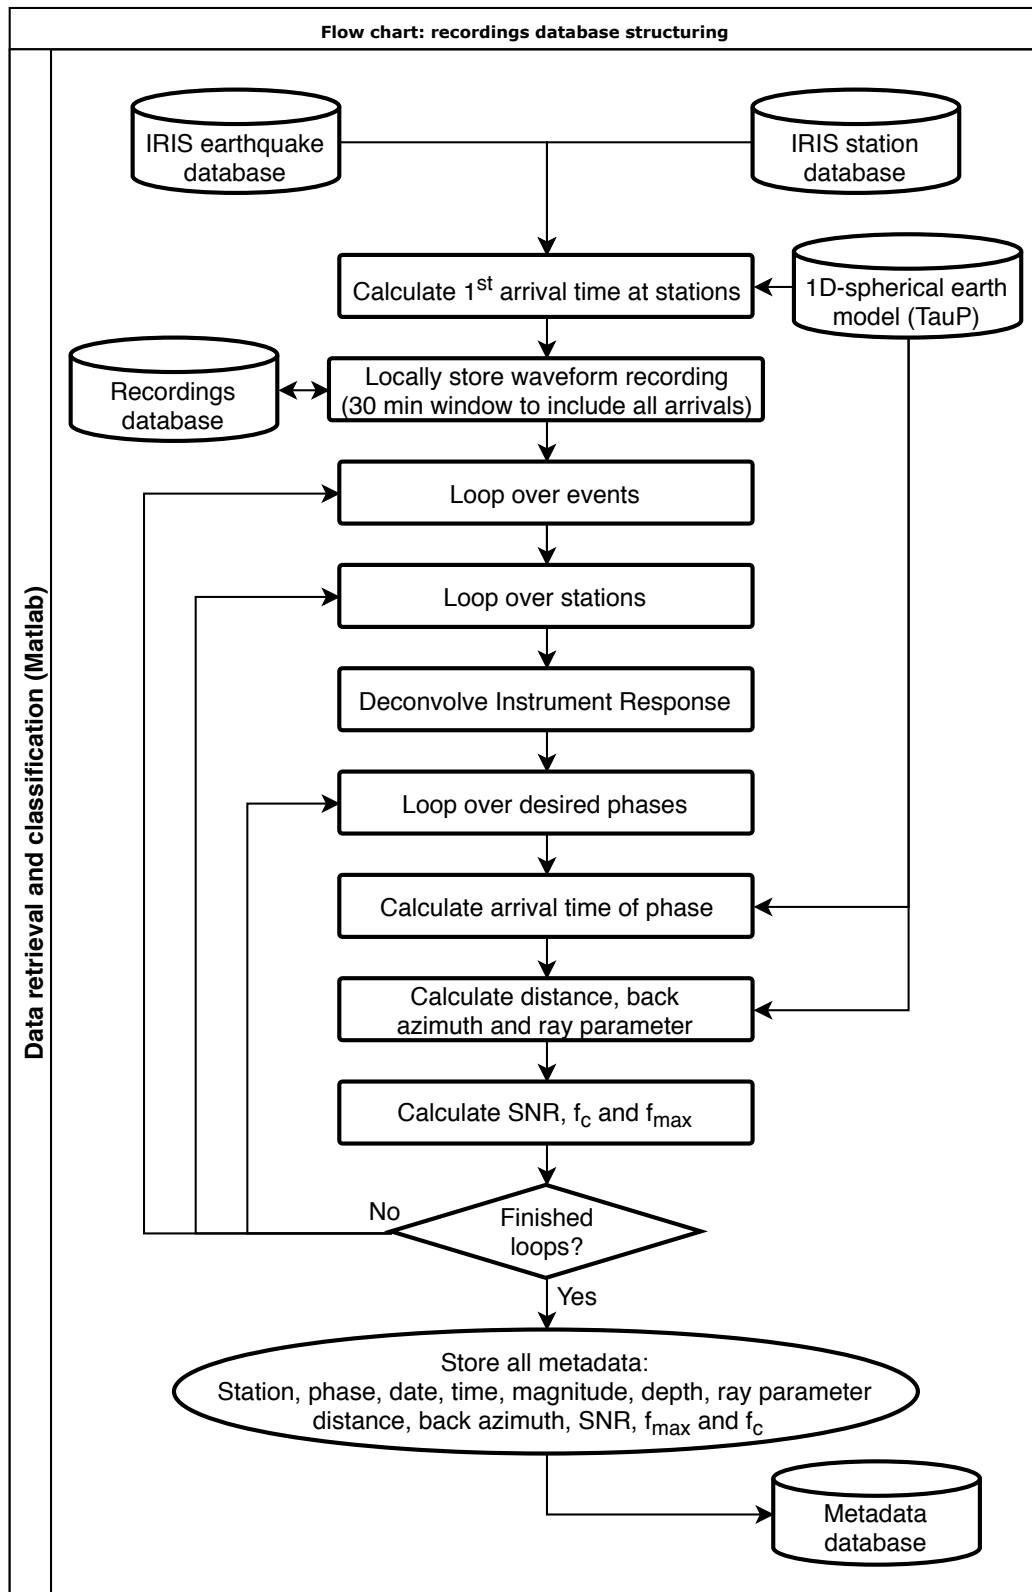 Flow chart: recordings database structuring
Data retrieval and classification (Matlab)
IRIS earthquake
database
IRIS station
database
Calculate 1st arrival time at stations
1D-spherical earth
model (TauP)
Recordings
database
Locally store waveform recording
(30 min window to include all arrivals)
Loop over events
Loop over stations
Deconvolve Instrument Response
Loop over desired phases
Calculate arrival time of phase
Calculate distance, back
azimuth and ray parameter
Calculate SNR, fc and fmax
No
Finished
loops?
Yes
Store all metadata:
Station, phase, date, time, magnitude, depth, ray parameter
distance, back azimuth, SNR, fmax and fc
Metadata
database